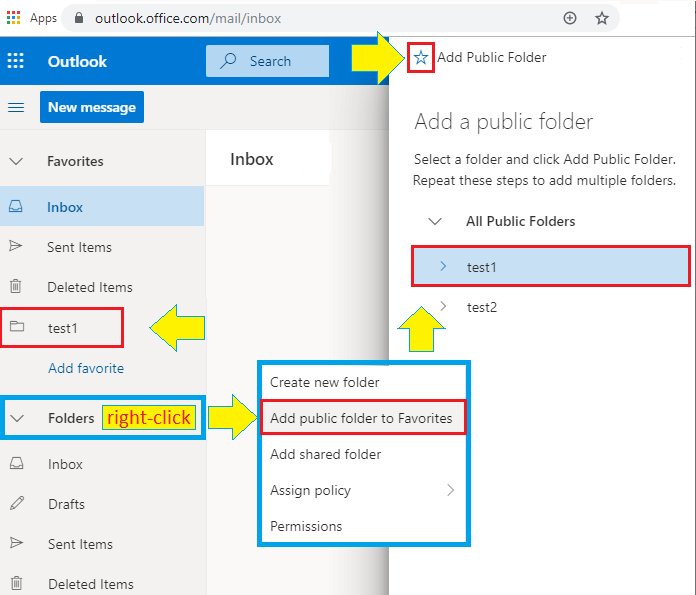 Apps
outlook.office.com/mail/inbox
Outlook
Search
New message
Favorites
Inbox
Sent Items
Deleted Items
test1
Add favorite
Folders right-click
Inbox
Drafts
Sent Items
Deleted Items
Inbox
Create new folder
Add public folder to Favorites
Add shared folder
Assign policy
Permissions
Add Public Folder
Add a public folder
Select a folder and click Add Public Folder.
Repeat these steps to add multiple folders.
All Public Folders
test1
test2